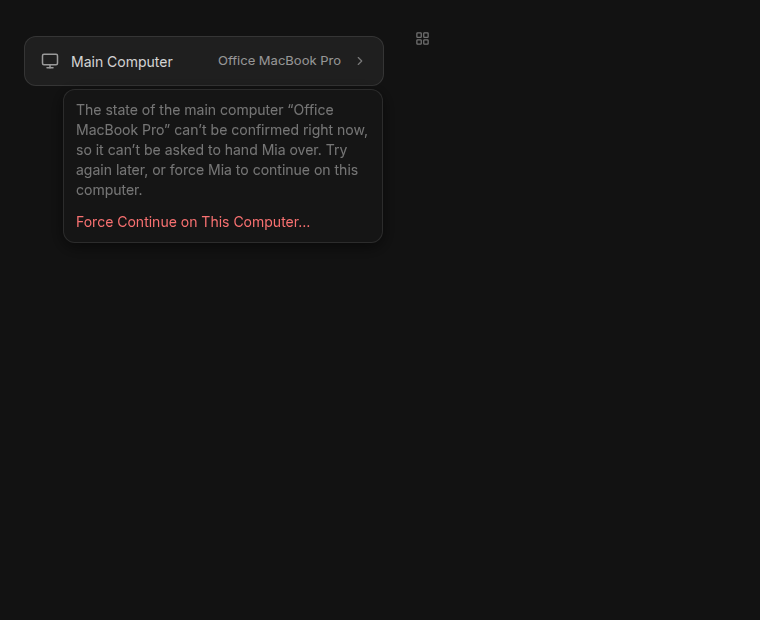 Main Computer
Office MacBook Pro
The state of the main computer “Office
MacBook Pro” can’t be confirmed right now,
so it can’t be asked to hand Mia over. Try
again later, or force Mia to continue on this
computer.
Force Continue on This Computer...